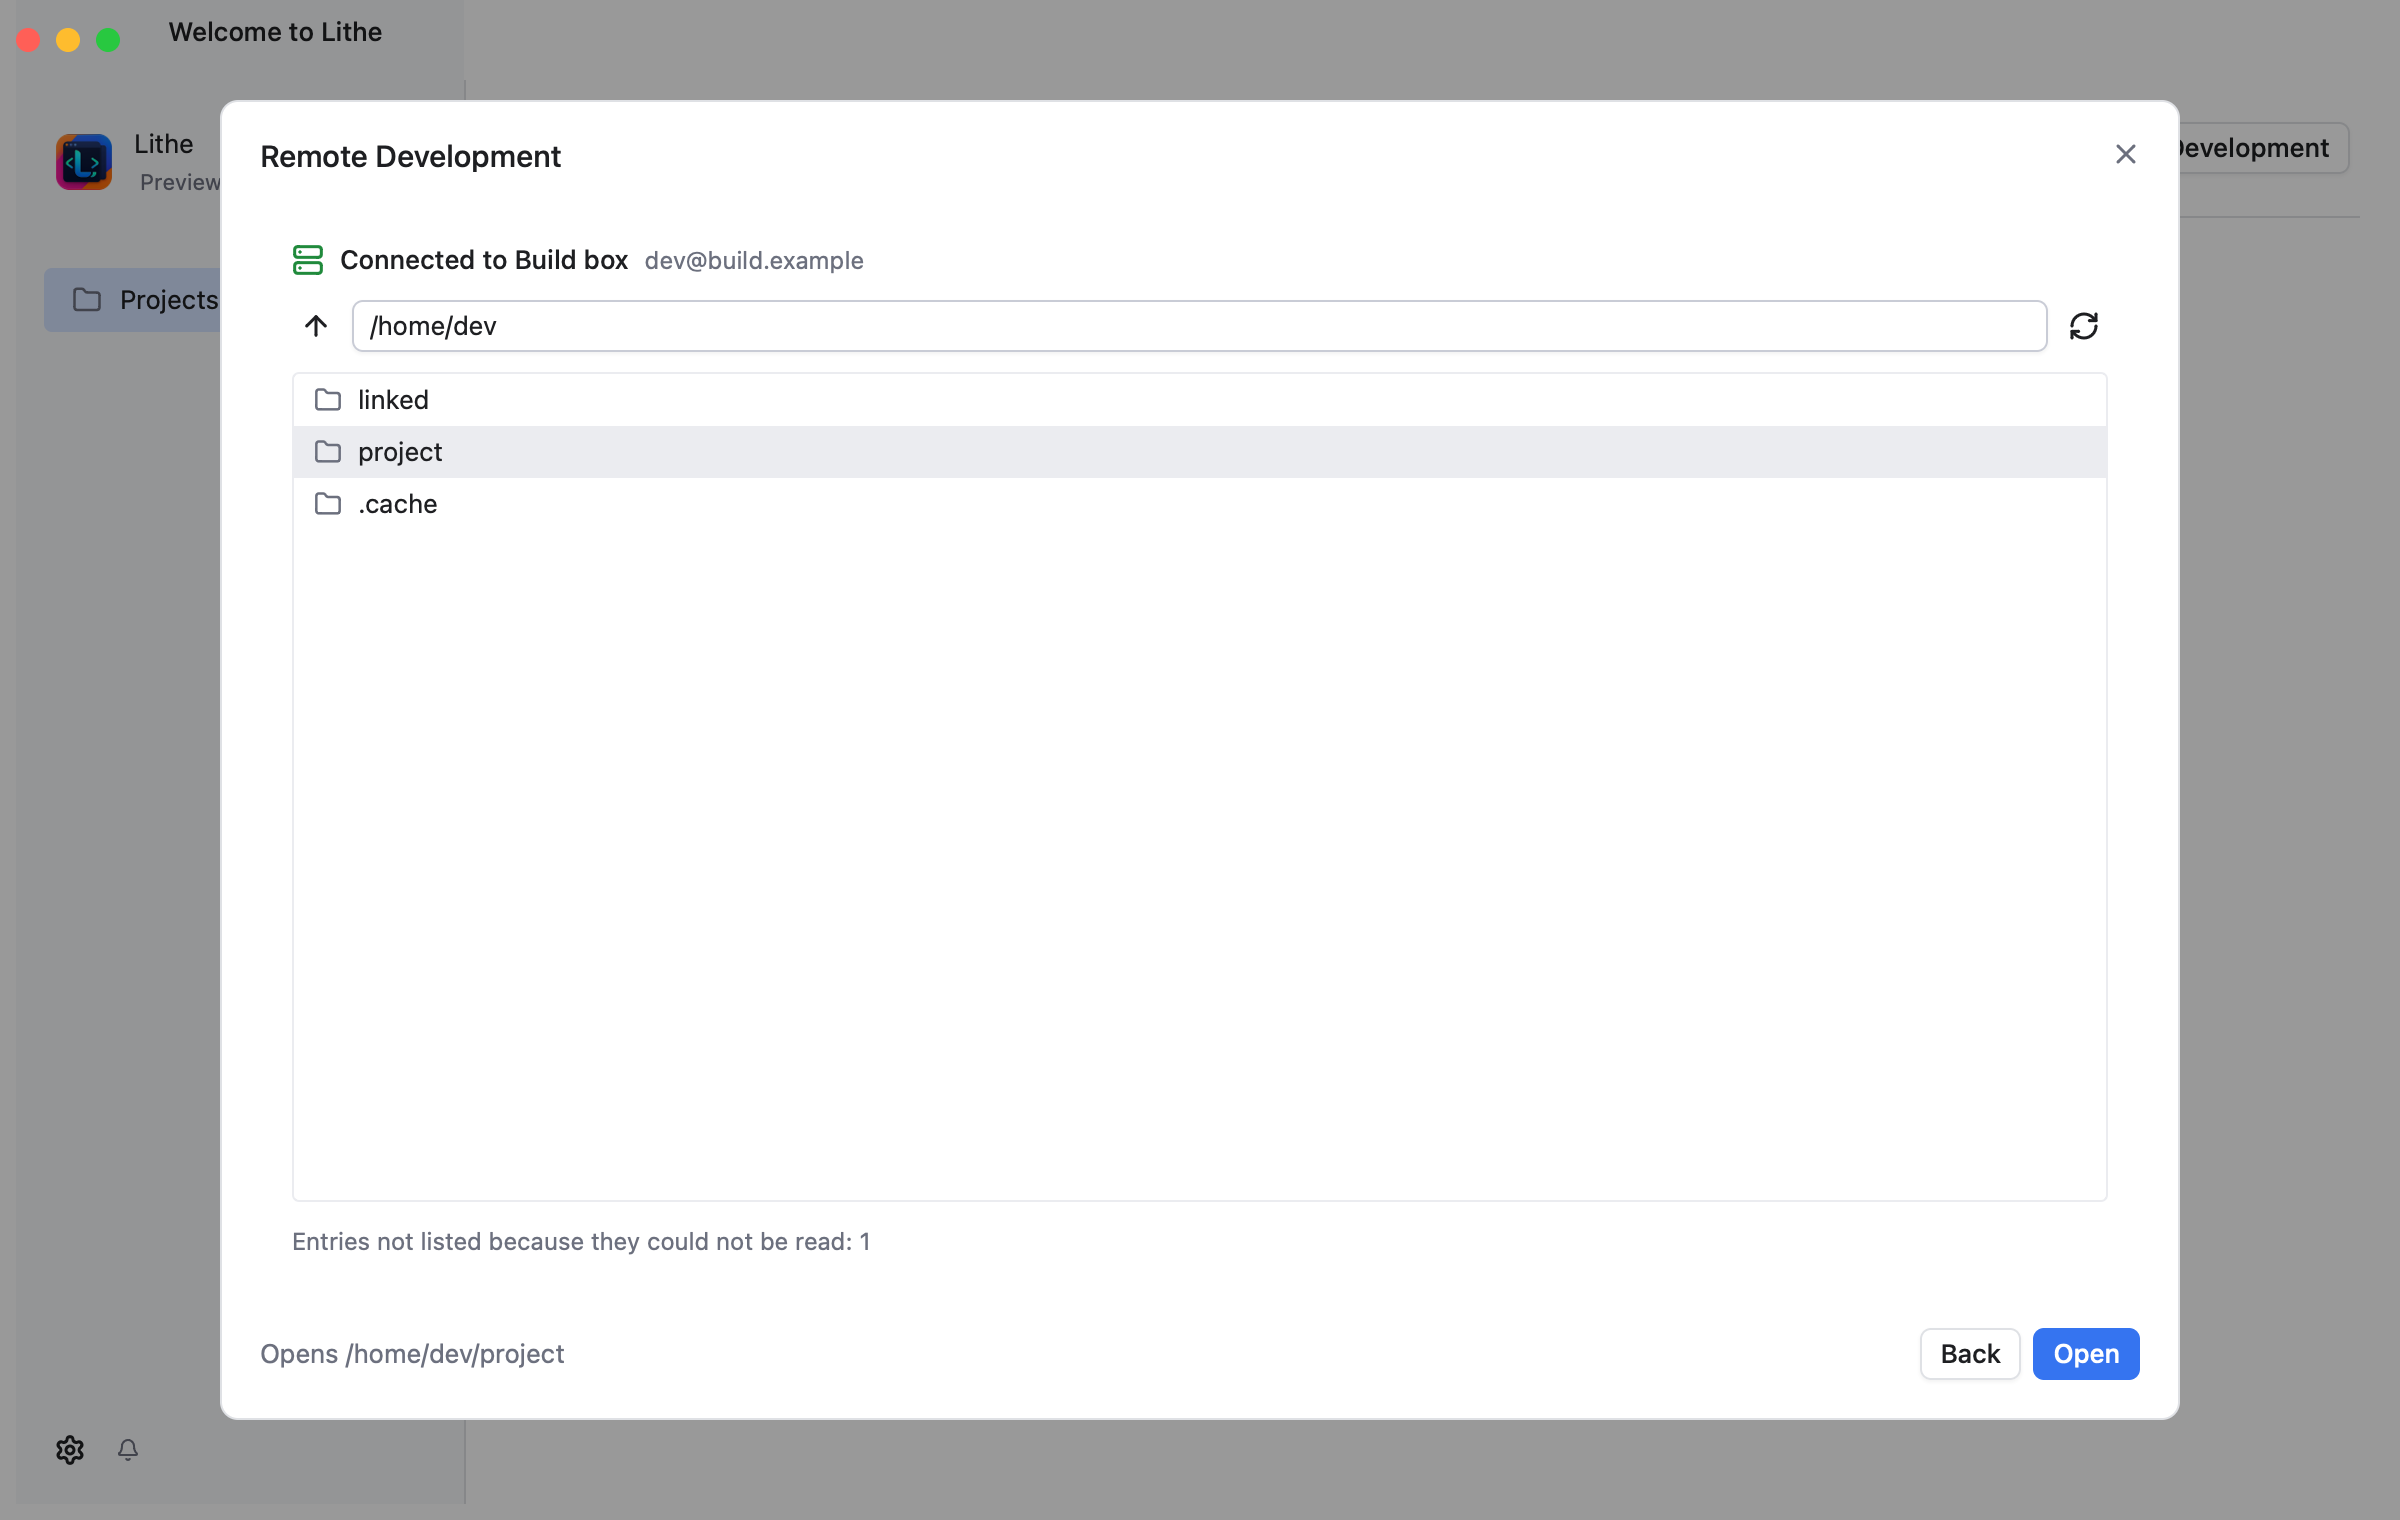 Welcome to Lithe
Lithe
Preview
Projects
Development
Remote Development
Connected to Build box dev@build.example
/home/dev
linked
project
.cache
Entries not listed because they could not be read: 1
Opens /home/dev/project
Back
Open